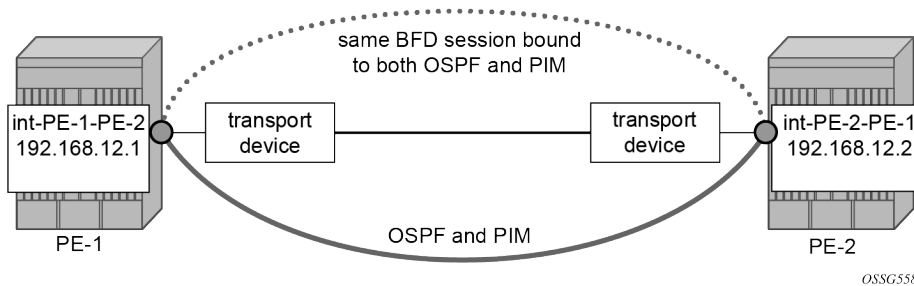 same BFD session bound
to both OSPF and PIM
int-PE-1-PE-2
192.168.12.1
transport
device
transport
device
int-PE-2-PE-1
192.168.12.2
OSPF and PIM
PE-1
PE-2
OSSG558